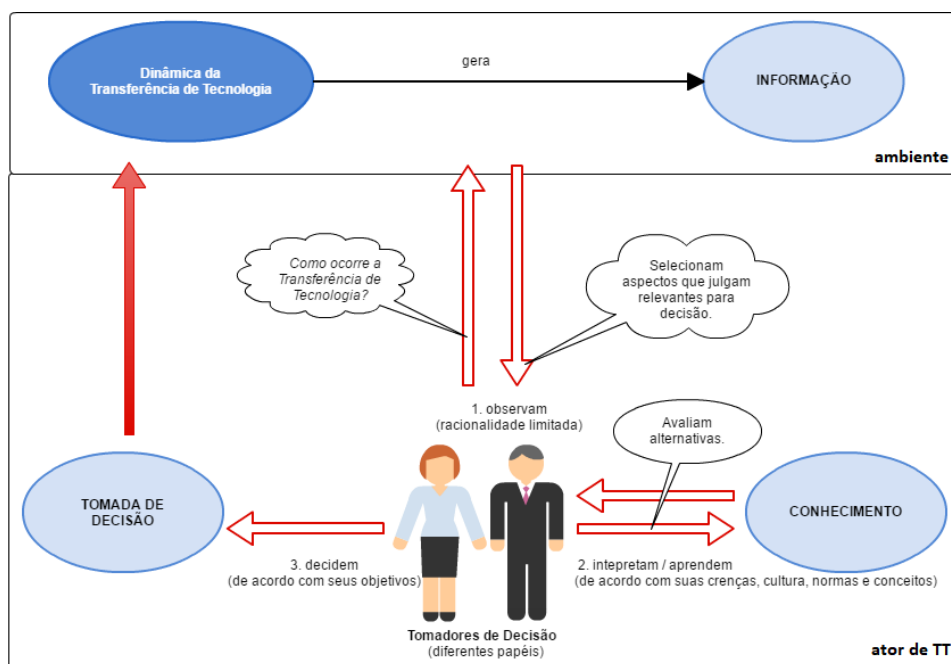 Dinâmica da
Transferência de Tecnologia
gera
INFORMAÇÃO
ambiente
Como ocorre a
Transferência de
Tecnologia?
Selecionam
aspectos que julgam
relevantes para
decisão.
1. observam
(racionalidade limitada)
Avaliam
alternativas.
TOMADA DE
DECISÃO
CONHECIMENTO
3. decidem
(de acordo com seus objetivos)
2. intepretam / aprendem
(de acordo com suas crenças, cultura, normas e conceitos)
Tomadores de Decisão
(diferentes papéis)
ator de TT